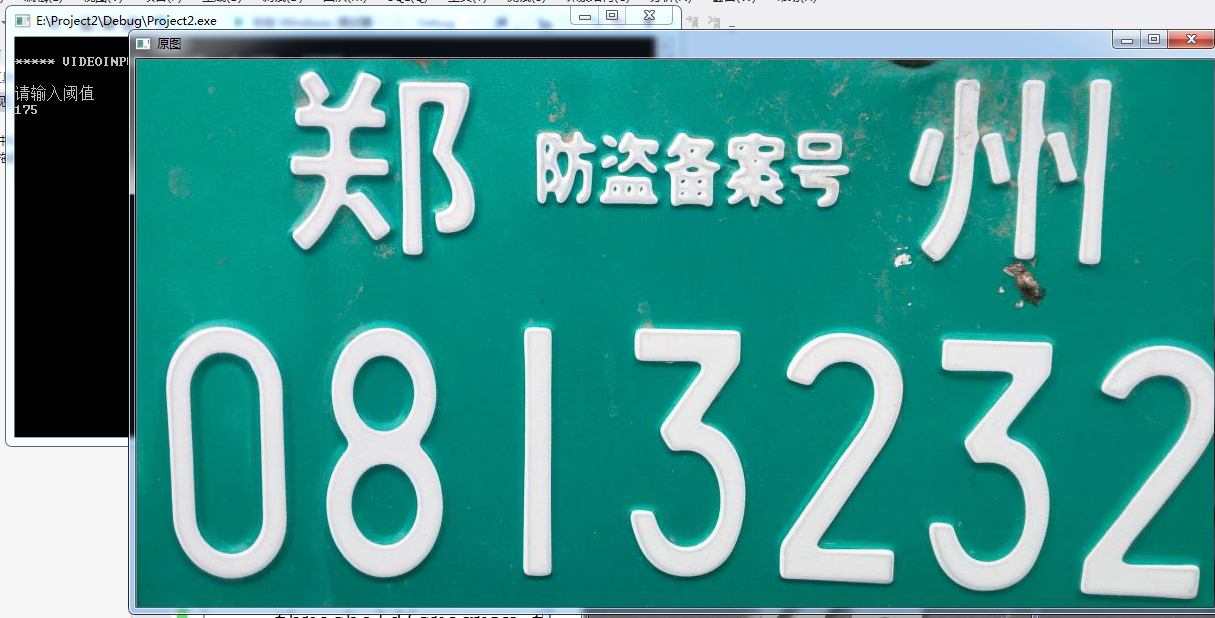 E:\Project2\Debug\Project2.exe
原图
***** VIDEOINPU
请输入阈值
175
郑 防盗备案号 州
0813232